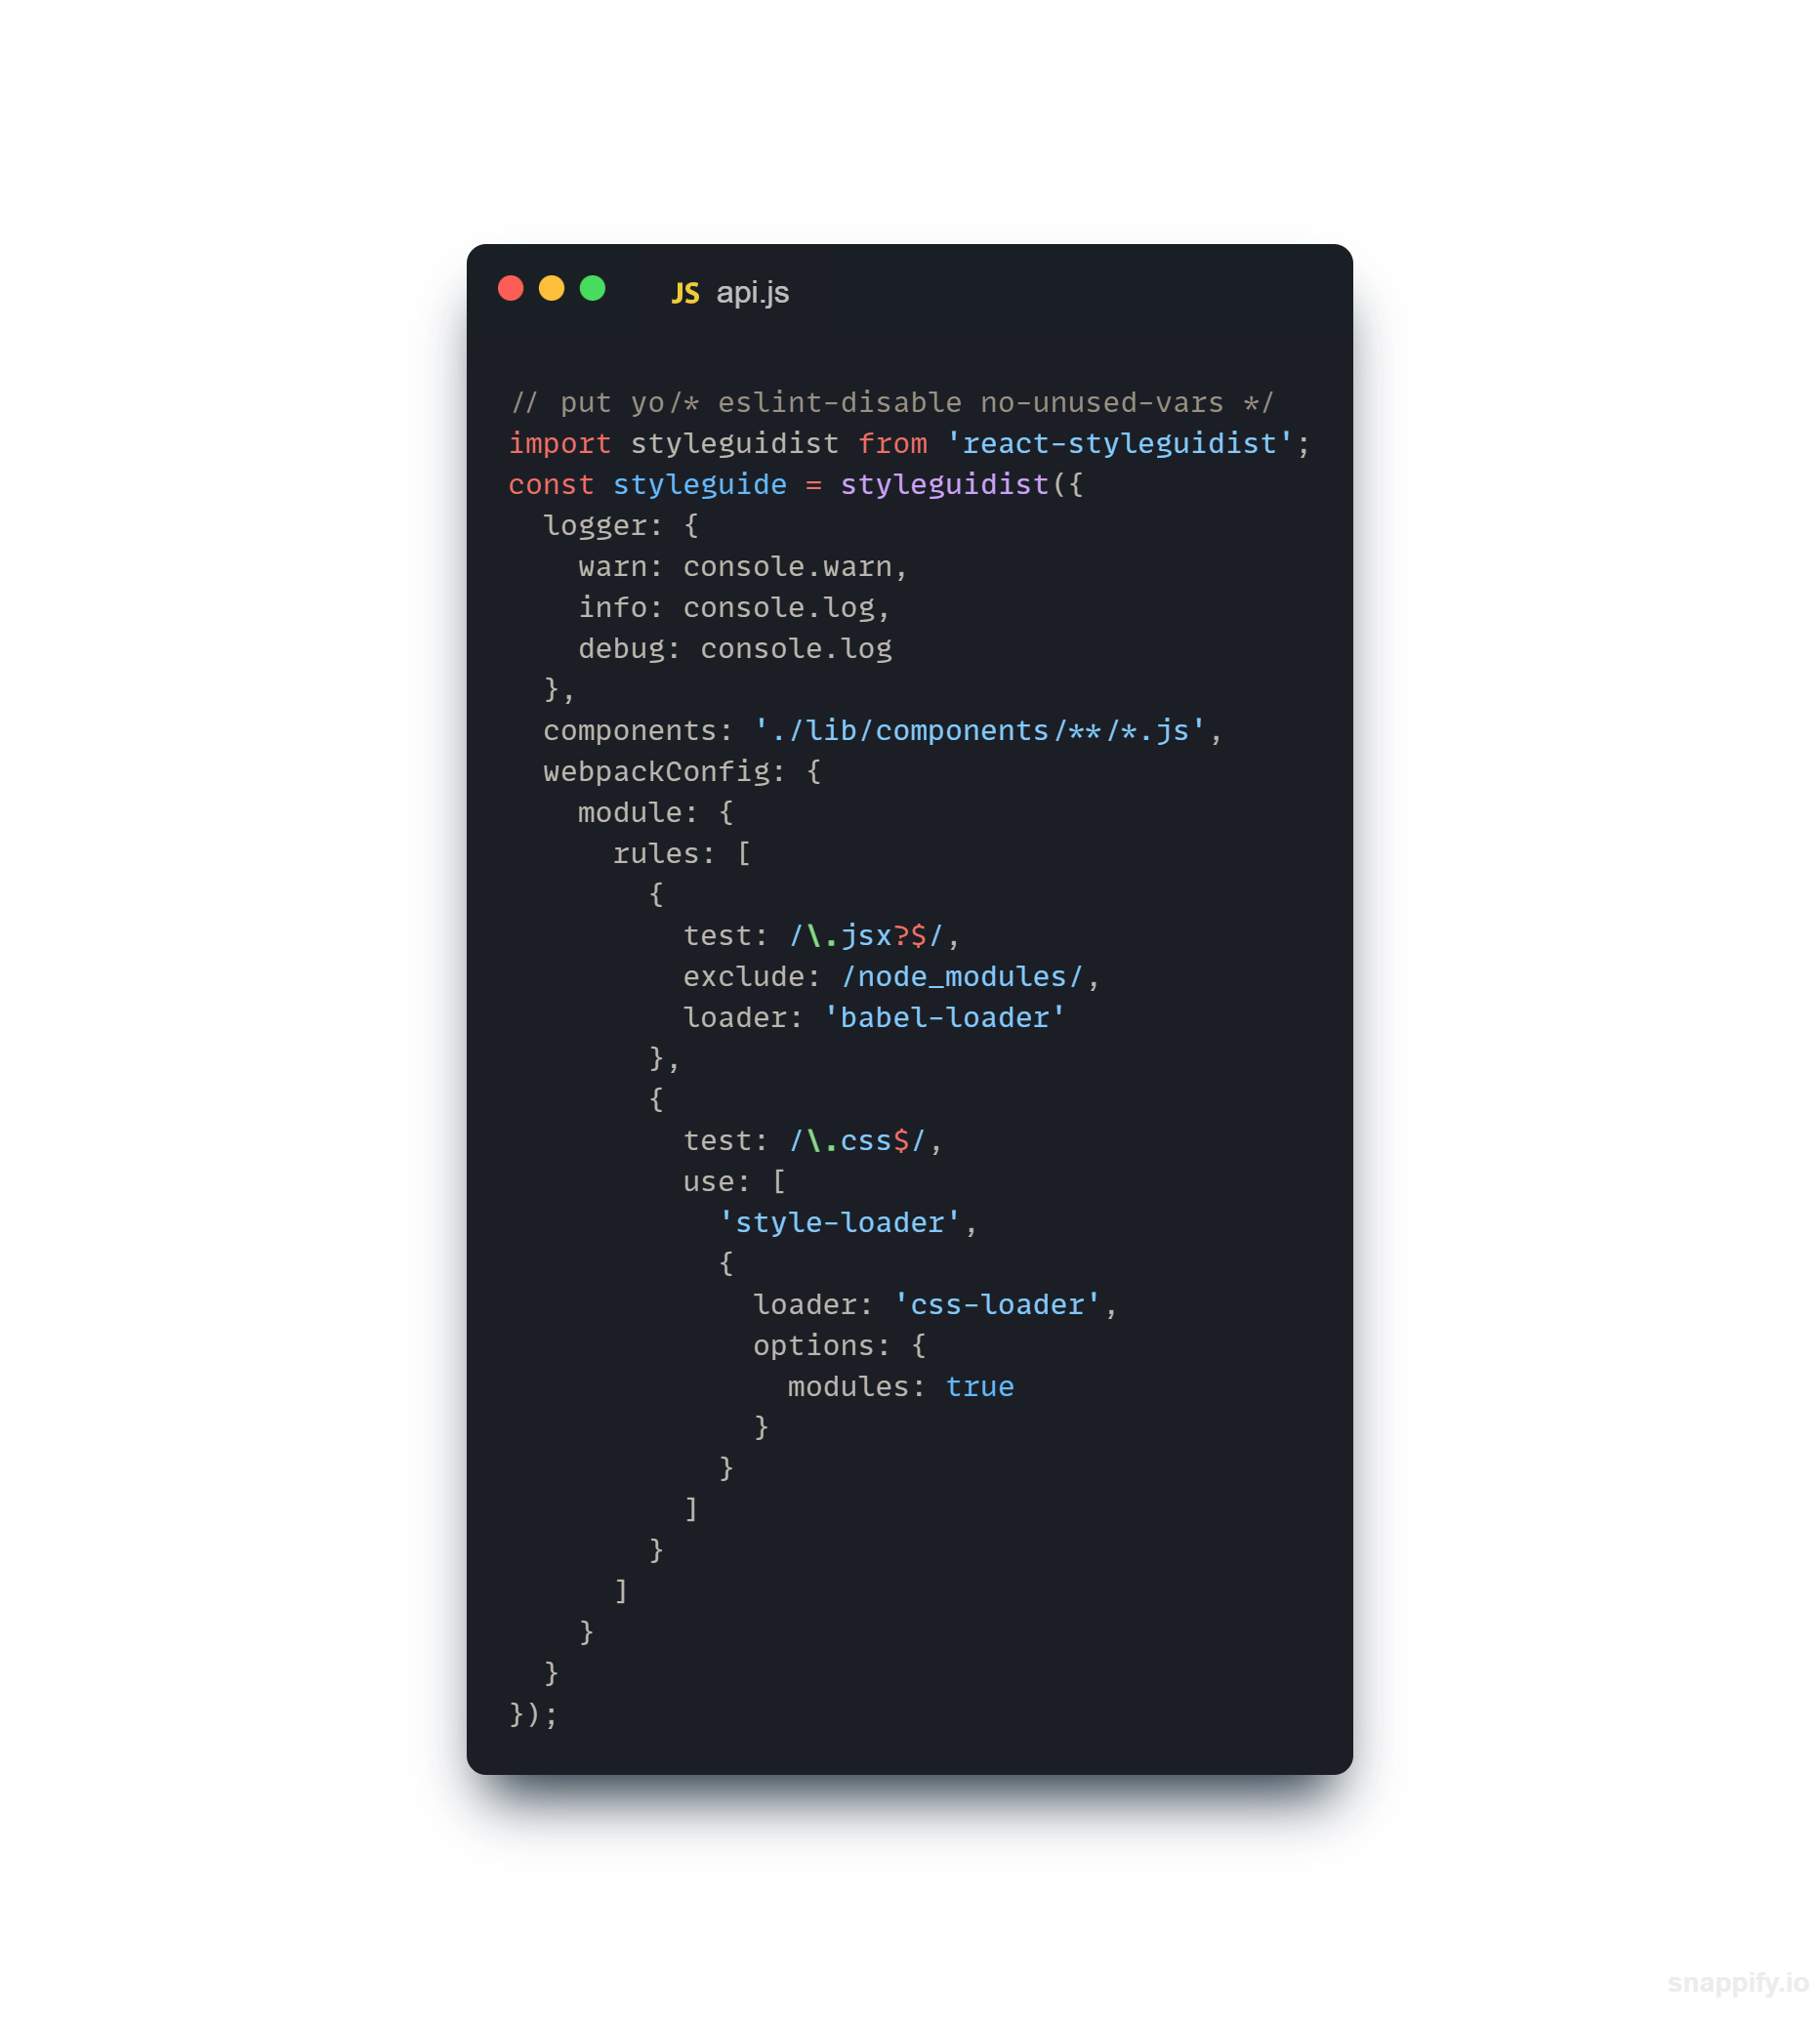 JS api.js
// put yo/* eslint-disable no-unused-vars */
import styleguidist from 'react-styleguidist';
const styleguide = styleguidist({
  logger: {
    warn: console.warn,
    info: console.log,
    debug: console.log
  },
  components: './lib/components/**/*.js',
  webpackConfig: {
    module: {
      rules: [
        {
          test: /\.jsx?$/,
          exclude: /node_modules/,
          loader: 'babel-loader'
        },
        {
          test: /\.css$/,
          use: [
            'style-loader',
            {
              loader: 'css-loader',
              options: {
                modules: true
              }
            }
          ]
        }
      ]
    }
  }
});
snappify.io